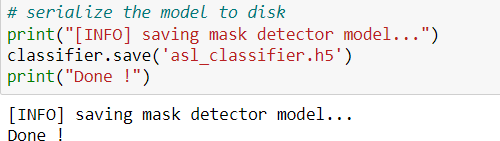 # serialize the model to disk
print("[INFO] saving mask detector model...")
classifier.save('asl_classifier.h5')
print("Done !")
[INFO] saving mask detector model...
Done !